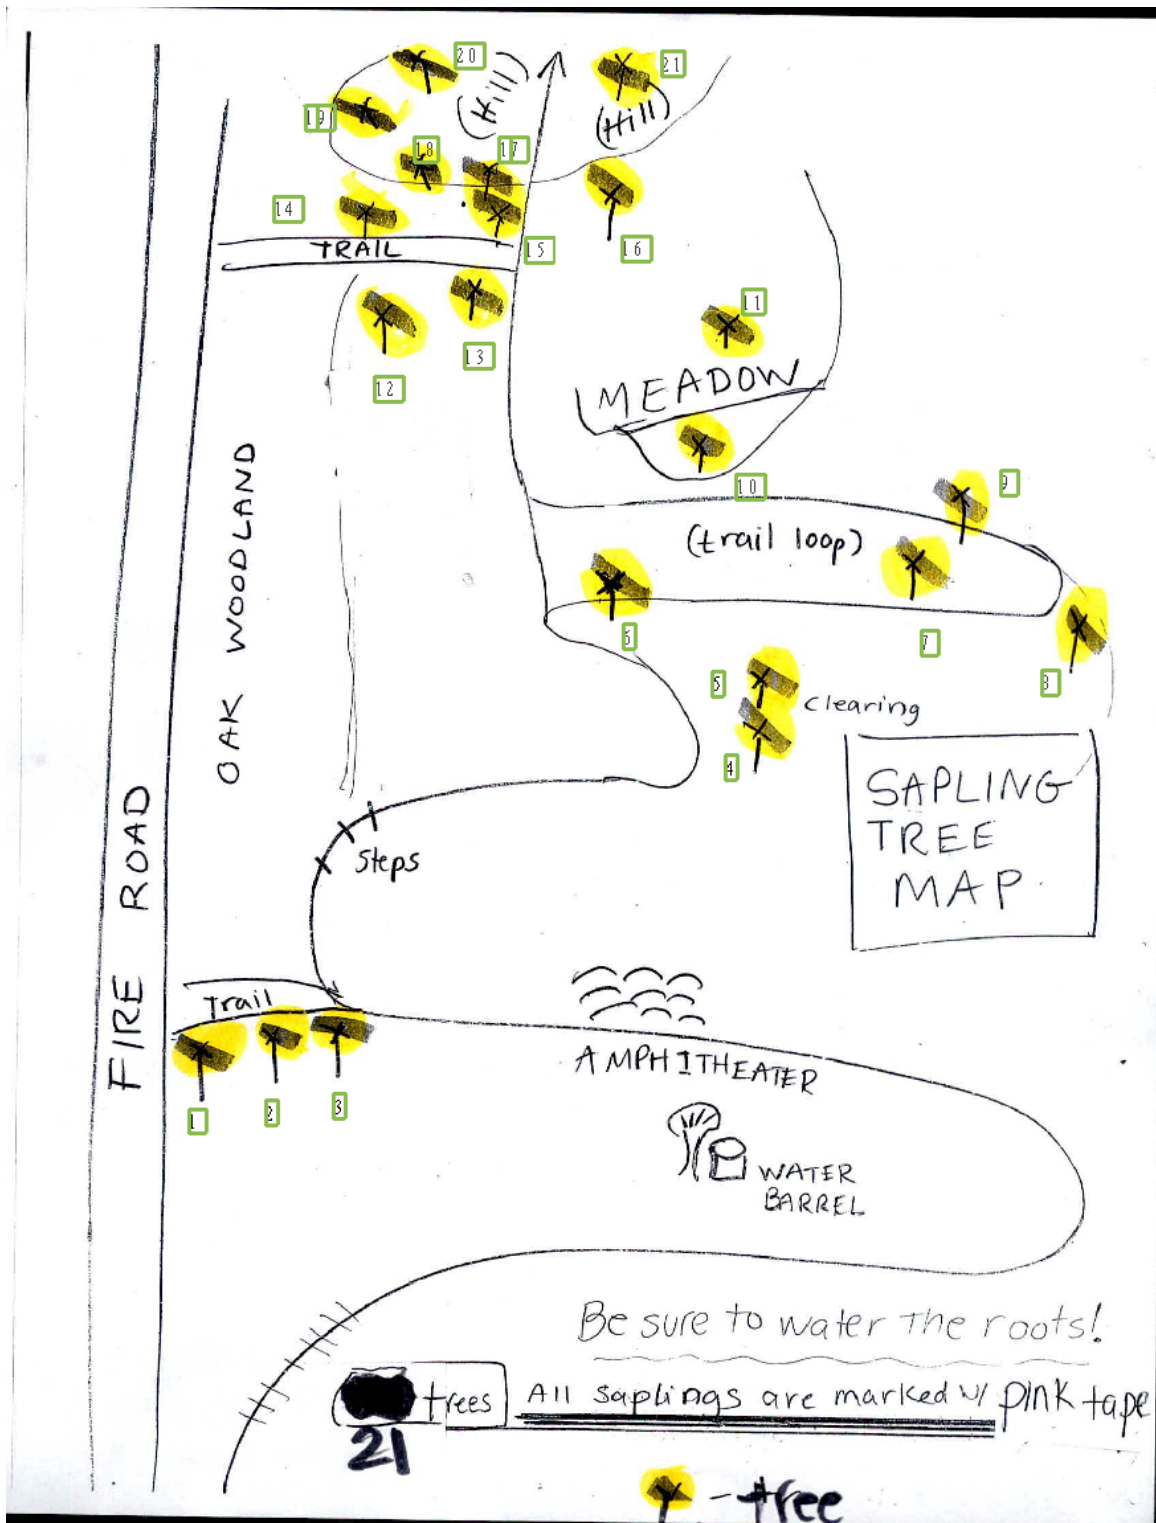 20
21
(Hill)
(Hill)
19
18
17
14
15
16
TRAIL
11
13
12
MEADOW
10
9
(trail loop)
6
7
8
5
clearing
4
OAK WOODLAND
SAPLING
TREE
MAP.
Steps
FIRE ROAD
Trail
1
2
3
AMPHITHEATER
WATER
BARREL
Be sure to water the roots!
trees
21
All saplings are marked w/ pink tape
- tree